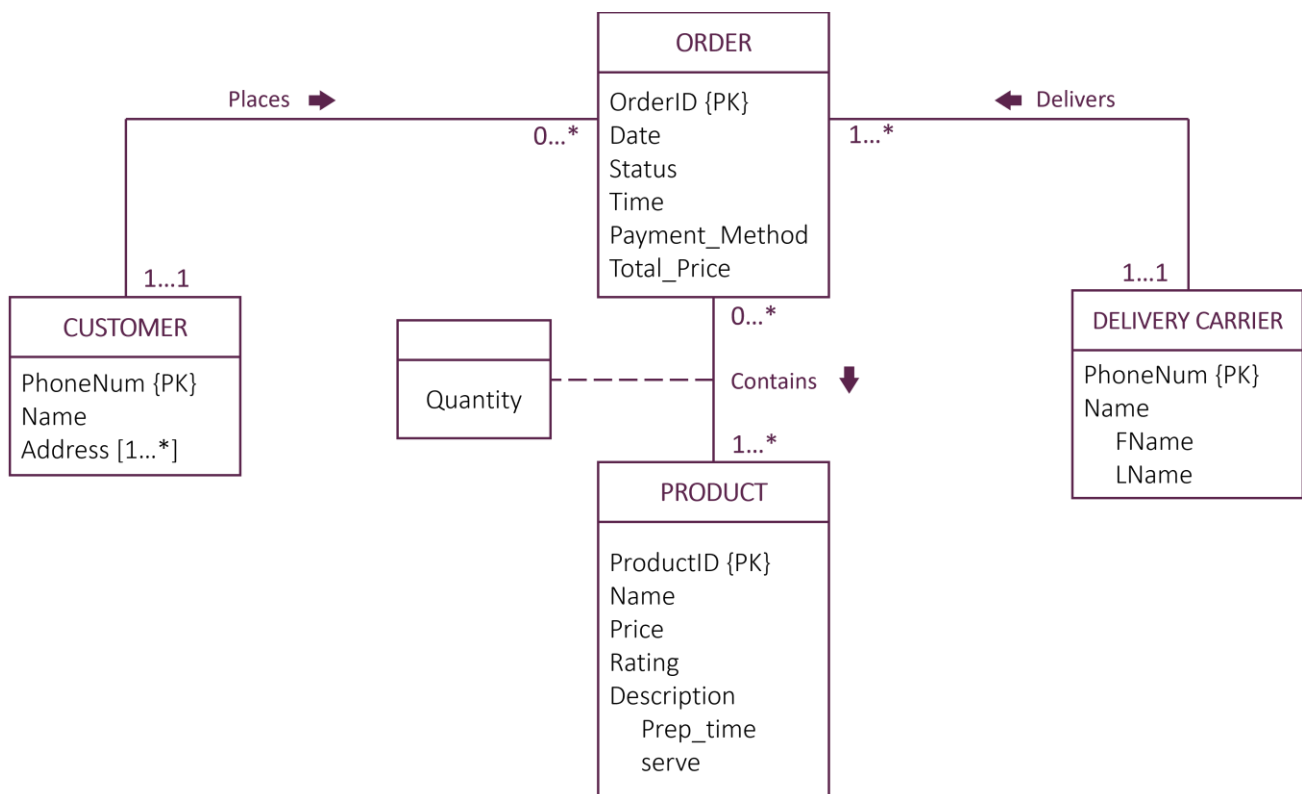 ORDER
OrderID {PK}
Date
Status
Time
Payment_Method
Total_Price
Places
Delivers
0...*
1...*
1...1
1...1
CUSTOMER
PhoneNum {PK}
Name
Address [1...*]
Quantity
0...*
Contains
1...*
DELIVERY CARRIER
PhoneNum {PK}
Name
FName
LName
PRODUCT
ProductID {PK}
Name
Price
Rating
Description
Prep_time
serve